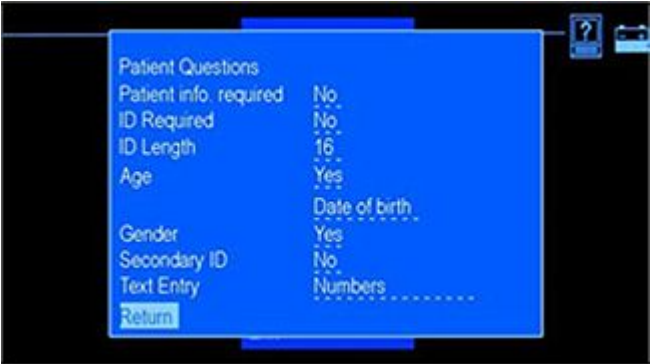 ?
Patient Questions
Patient info. required No
ID Required No
ID Length 16
Age Yes
Date of birth
Gender Yes
Secondary ID No
Text Entry Numbers
Return